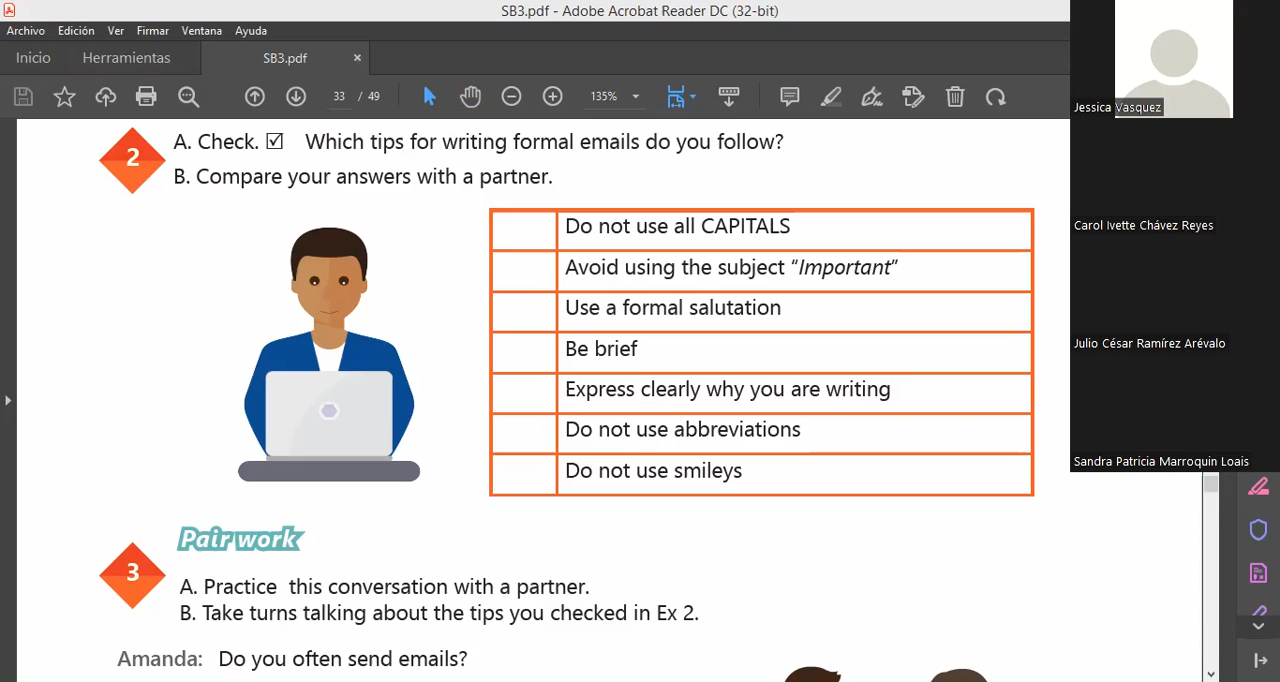 SB3.pdf - Adobe Acrobat Reader DC (32-bit)
Archivo Edición Ver Firmar Ventana Ayuda
Inicio Herramientas SB3.pdf ×
33 / 49 135%
2
A. Check. ☑ Which tips for writing formal emails do you follow?
B. Compare your answers with a partner.
Do not use all CAPITALS
Avoid using the subject “Important”
Use a formal salutation
Be brief
Express clearly why you are writing
Do not use abbreviations
Do not use smileys
Pair work
3
A. Practice this conversation with a partner.
B. Take turns talking about the tips you checked in Ex 2.
Amanda: Do you often send emails?
Jessica Vasquez
Carol Ivette Chávez Reyes
Julio César Ramírez Arévalo
Sandra Patricia Marroquin Loais